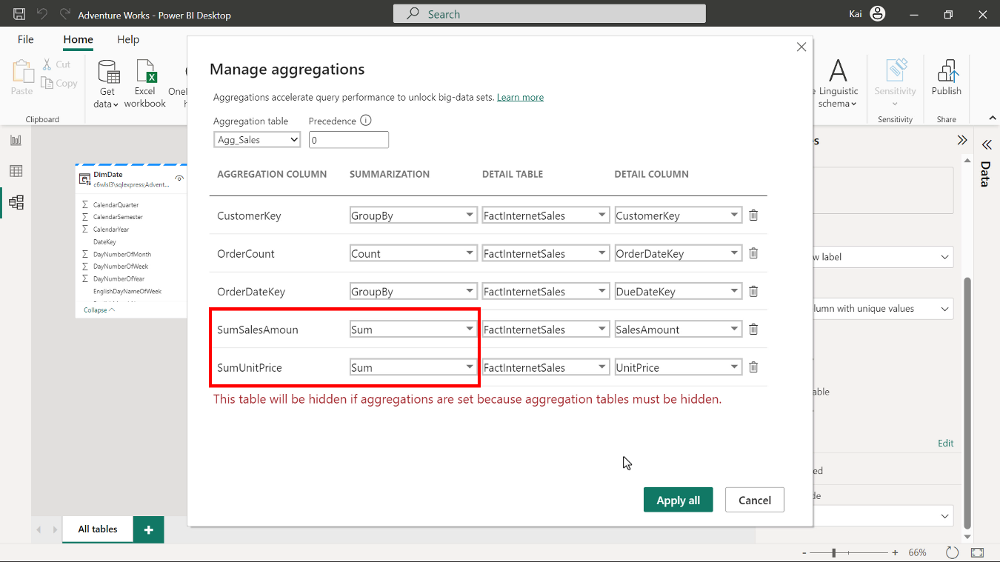 Adventure Works - Power BI Desktop
Search
Kai
File
Home
Help
Paste
Cut
Copy
Clipboard
Get
data
Excel
workbook
OneL
h
Linguistic
schema
Sensitivity
Sensitivity
Publish
Share
DimDate
c6wlsl3\sqlexpress;Advent...
CalendarQuarter
CalendarSemester
CalendarYear
DateKey
DayNumberOfMonth
DayNumberOfWeek
DayNumberOfYear
EnglishDayNameOfWeek
Collapse
Manage aggregations
Aggregations accelerate query performance to unlock big-data sets. Learn more
Aggregation table Precedence
Agg_Sales 0
AGGREGATION COLUMN SUMMARIZATION DETAIL TABLE DETAIL COLUMN
CustomerKey GroupBy FactInternetSales CustomerKey
OrderCount Count FactInternetSales OrderDateKey
OrderDateKey GroupBy FactInternetSales DueDateKey
SumSalesAmoun Sum FactInternetSales SalesAmount
SumUnitPrice Sum FactInternetSales UnitPrice
This table will be hidden if aggregations are set because aggregation tables must be hidden.
Apply all Cancel
es
Data
w label
lumn with unique values
able
Edit
ed
de
All tables
+
- + 66%